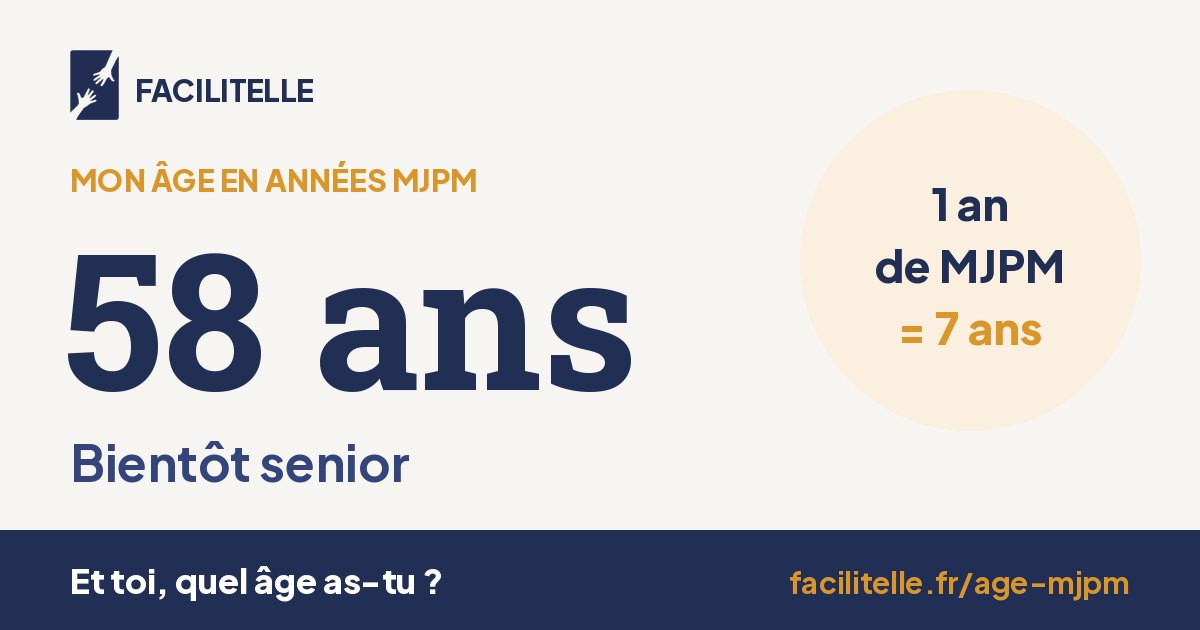 FACILITELLE
MON ÂGE EN ANNÉES MJPM
58 ans
Bientôt senior
1 an
de MJPM
= 7 ans
Et toi, quel âge as-tu ?
facilitelle.fr/age-mjpm